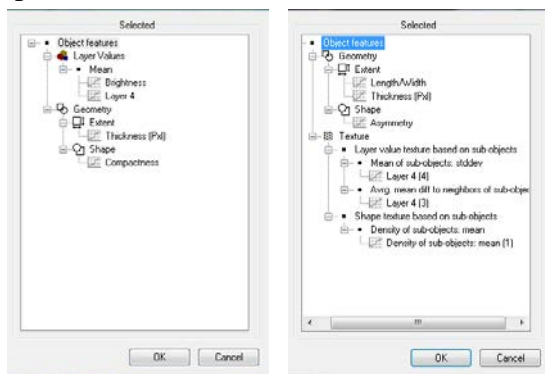 Selected
Object features
Layer Values
Mean
Brightness
Layer 4
Geometry
Extent
Thickness (Pxl)
Shape
Compactness
OK
Cancel
Selected
Object features
Geometry
Extent
Length/Width
Thickness (Pxl)
Shape
Asymmetry
Texture
Layer value texture based on sub objects
Mean of sub-objects: stddev
Layer 4 (4)
Avrg. mean diff to neighbors of sub-objec
Layer 4 (3)
Shape texture based on sub-objects
Density of sub-objects: mean
Density of sub-objects: mean (1)
OK
Cancel